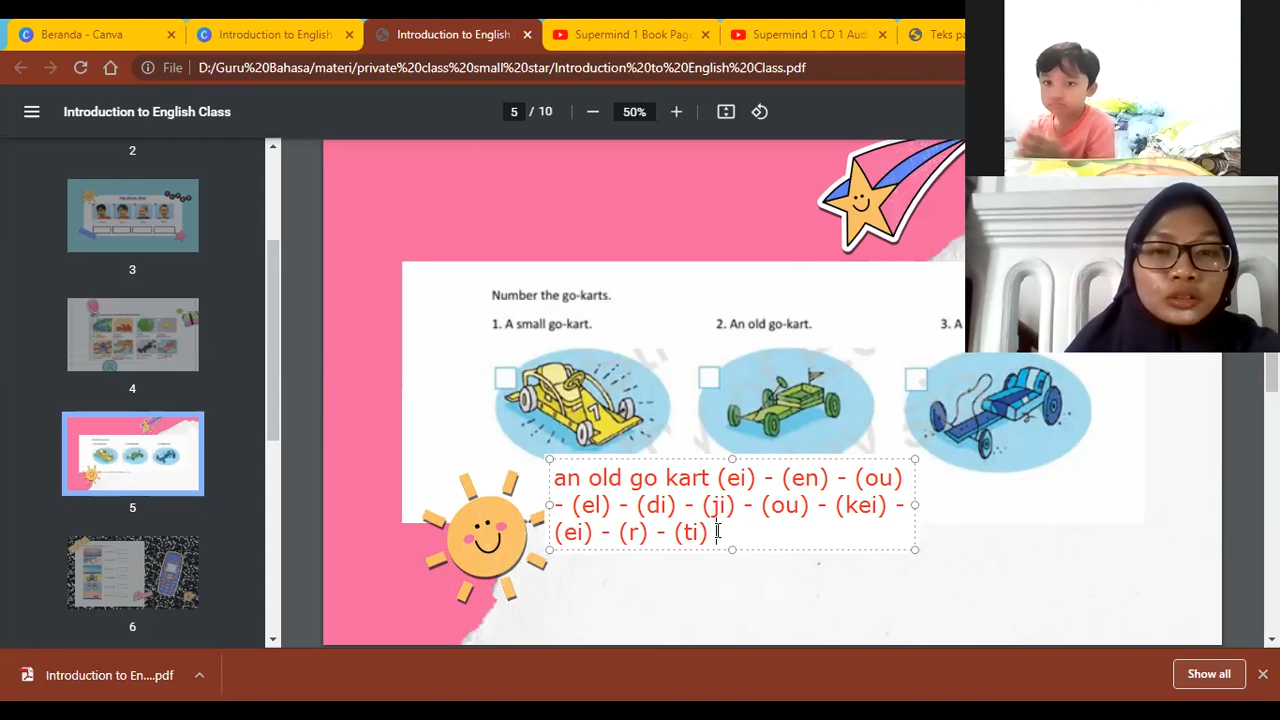 Beranda - Canva
Introduction to English
Introduction to English
Supermind 1 Book Pag
Supermind 1 CD 1 Aud
Teks pa
File
D:/Guru%20Bahasa/materi/private%20class%20small%20star/Introduction%20to%20English%20Class.pdf
Introduction to English Class
5 / 10
50%
2
3
4
5
6
Number the go-karts.
1. A small go-kart.
2. An old go-kart.
3. A
7
an old go kart (ei) - (en) - (ou)
- (el) - (di) - (ji) - (ou) - (kei) -
(ei) - (r) - (ti)
Introduction to En....pdf
Show all